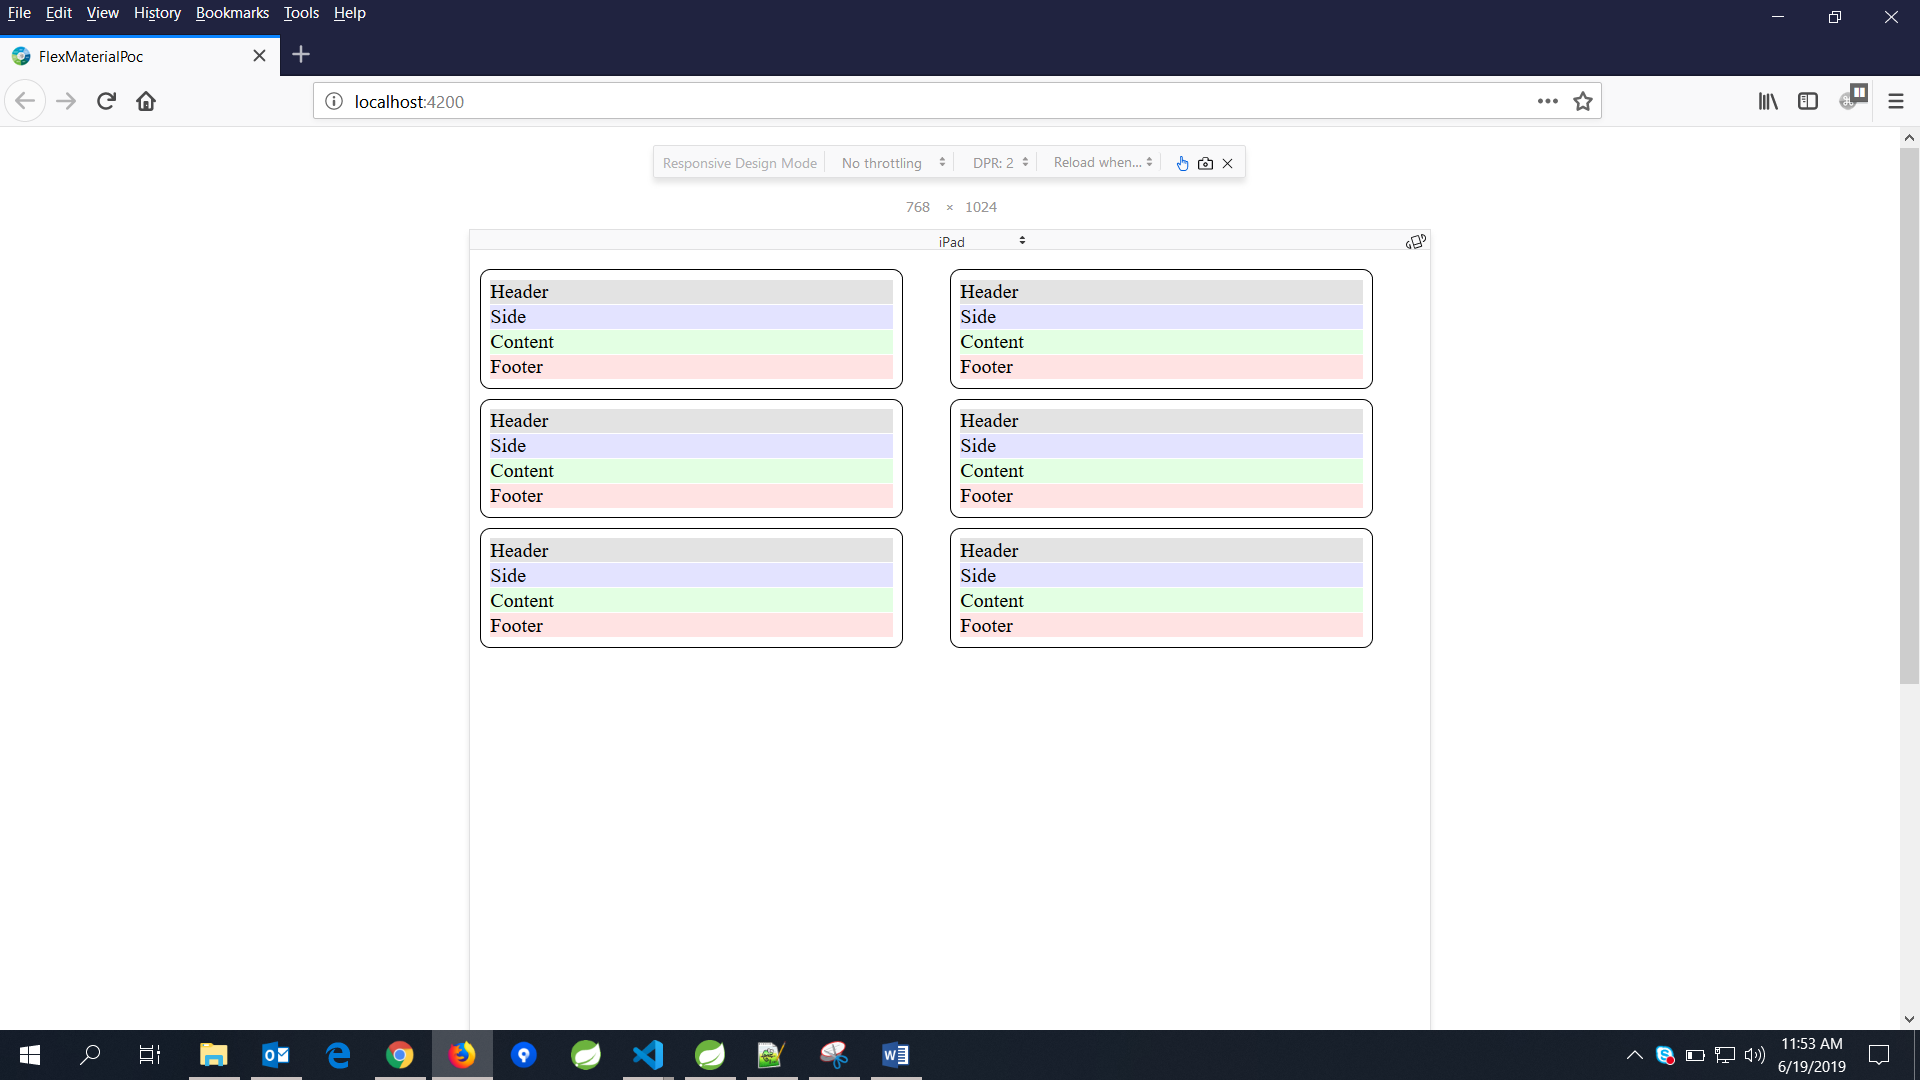 File Edit View History Bookmarks Tools Help
FlexMaterialPoc
localhost:4200
Responsive Design Mode No throttling DPR: 2 Reload when...
768 × 1024
iPad
Header Header
Side Side
Content Content
Footer Footer
Header Header
Side Side
Content Content
Footer Footer
Header Header
Side Side
Content Content
Footer Footer
11:53 AM
6/19/2019